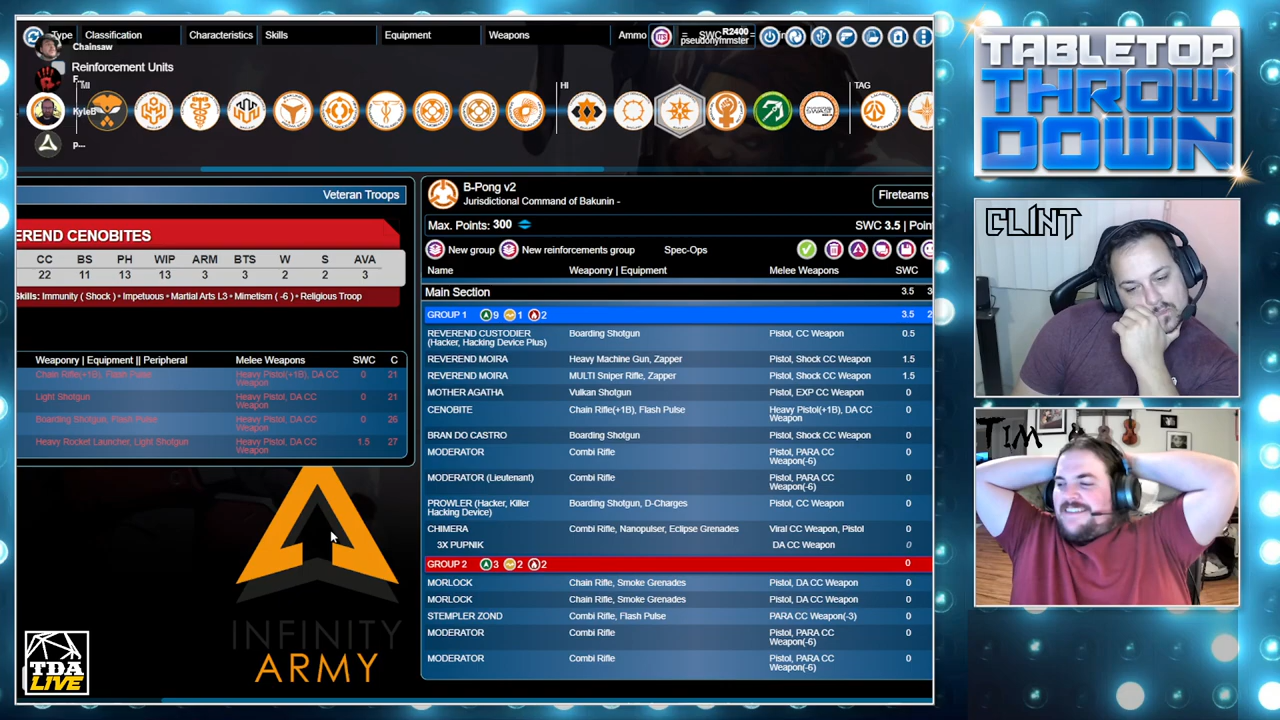 Type Classification Characteristics Skills Equipment Weapons Ammo
R2400
pseudonymmster
Chainsaw
Reinforcement Units
F...
MI
HI
TAG
KyleB
p...
Veteran Troops
EREND CENOBITES
CC BS PH WIP ARM BTS W S AVA
22 11 13 13 3 3 2 2 3
Skills: Immunity ( Shock ) • Impetuous • Martial Arts L3 • Mimetism ( -6 ) • Religious Troop
Weaponry | Equipment || Peripheral Melee Weapons SWC C
Chain Rifle(+1B), Flash Pulse Heavy Pistol(+1B), DA CC Weapon 0 21
Light Shotgun Heavy Pistol, DA CC Weapon 0 21
Boarding Shotgun, Flash Pulse Heavy Pistol, DA CC Weapon 0 26
Heavy Rocket Launcher, Light Shotgun Heavy Pistol, DA CC Weapon 1.5 27
INFINITY
ARMY
TDA
LIVE
B-Pong v2
Jurisdictional Command of Bakunin -
Fireteams
Max. Points: 300
SWC 3.5 | Poin
New group New reinforcements group Spec-Ops
Name Weaponry | Equipment Melee Weapons SWC
Main Section 3.5 3
GROUP 1 9 1 2 3.5 2
REVEREND CUSTODIER (Hacker, Hacking Device Plus) Boarding Shotgun Pistol, CC Weapon 0.5
REVEREND MOIRA Heavy Machine Gun, Zapper Pistol, Shock CC Weapon 1.5
REVEREND MOIRA MULTI Sniper Rifle, Zapper Pistol, Shock CC Weapon 1.5
MOTHER AGATHA Vulkan Shotgun Pistol, EXP CC Weapon 0
CENOBITE Chain Rifle(+1B), Flash Pulse Heavy Pistol(+1B), DA CC Weapon 0
BRAN DO CASTRO Boarding Shotgun Pistol, Shock CC Weapon 0
MODERATOR Combi Rifle Pistol, PARA CC Weapon(-6) 0
MODERATOR (Lieutenant) Combi Rifle Pistol, PARA CC Weapon(-6) 0
PROWLER (Hacker, Killer Hacking Device) Boarding Shotgun, D-Charges Pistol, CC Weapon 0
CHIMERA Combi Rifle, Nanopulser, Eclipse Grenades Viral CC Weapon, Pistol 0
3X PUPNIK DA CC Weapon 0
GROUP 2 3 2 2 0
MORLOCK Chain Rifle, Smoke Grenades Pistol, DA CC Weapon 0
MORLOCK Chain Rifle, Smoke Grenades Pistol, DA CC Weapon 0
STEMPLER ZOND Combi Rifle, Flash Pulse PARA CC Weapon(-3) 0
MODERATOR Combi Rifle Pistol, PARA CC Weapon(-6) 0
MODERATOR Combi Rifle Pistol, PARA CC Weapon(-6) 0
TABLETOP
THROW
DOWN
CLINT
TIM